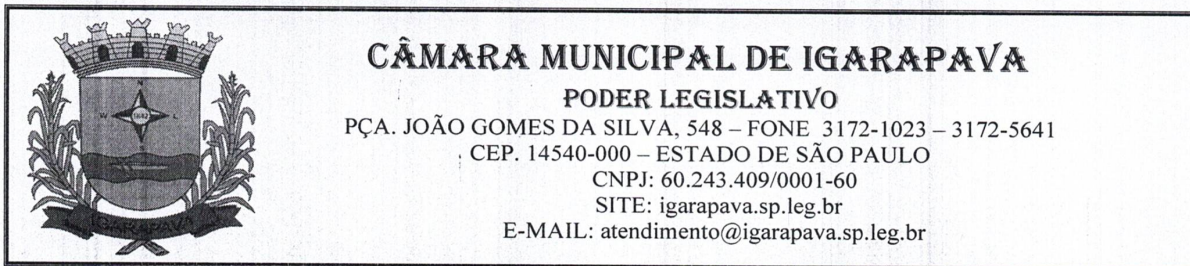 CÂMARA MUNICIPAL DE IGARAPAVA
PODER LEGISLATIVO
PÇA. JOÃO GOMES DA SILVA, 548 – FONE 3172-1023 – 3172-5641
CEP. 14540-000 – ESTADO DE SÃO PAULO
CNPJ: 60.243.409/0001-60
SITE: igarapava.sp.leg.br
E-MAIL: atendimento@igarapava.sp.leg.br
N
W L
S
IGARAPAVA